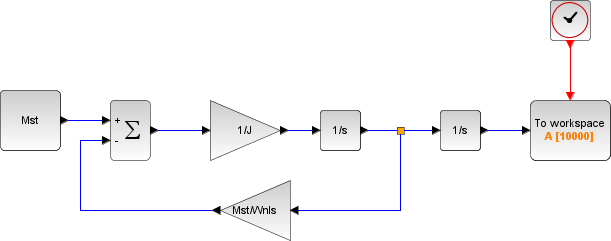 Mst
+
-
Σ
1/J
1/s
1/s
To workspace
A [10000]
Mst/Wnls